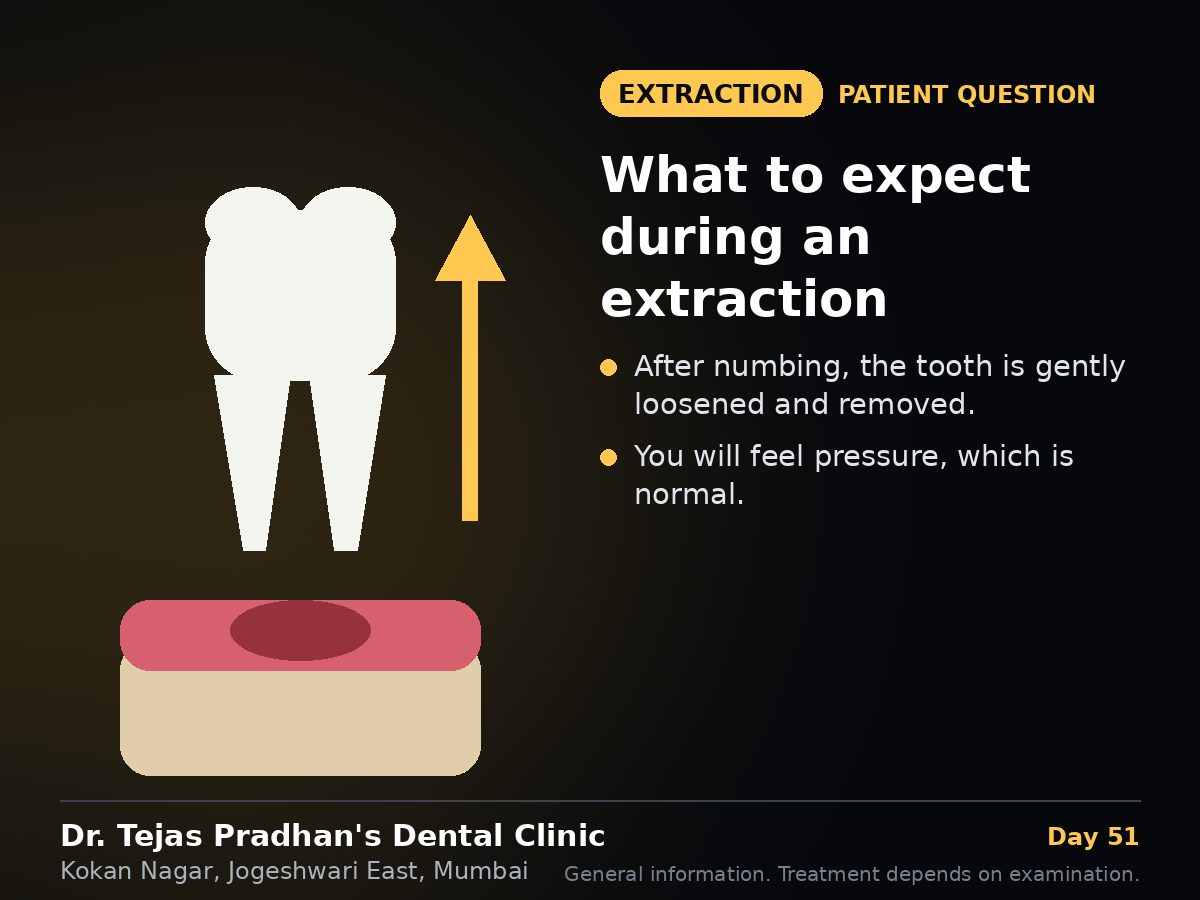 EXTRACTION PATIENT QUESTION
What to expect
during an
extraction
After numbing, the tooth is gently
loosened and removed.
You will feel pressure, which is
normal.
Dr. Tejas Pradhan's Dental Clinic
Day 51
Kokan Nagar, Jogeshwari East, Mumbai
General information. Treatment depends on examination.